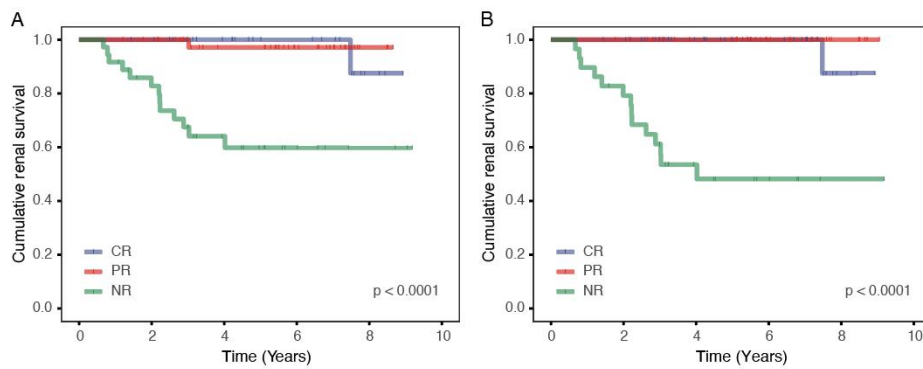 A
1.0
0.8
0.6
0.4
0.2
0.0
Cumulative renal survival
CR
PR
NR
p < 0.0001
0 2 4 6 8 10
Time (Years)
B
1.0
0.8
0.6
0.4
0.2
0.0
Cumulative renal survival
CR
PR
NR
p < 0.0001
0 2 4 6 8 10
Time (Years)